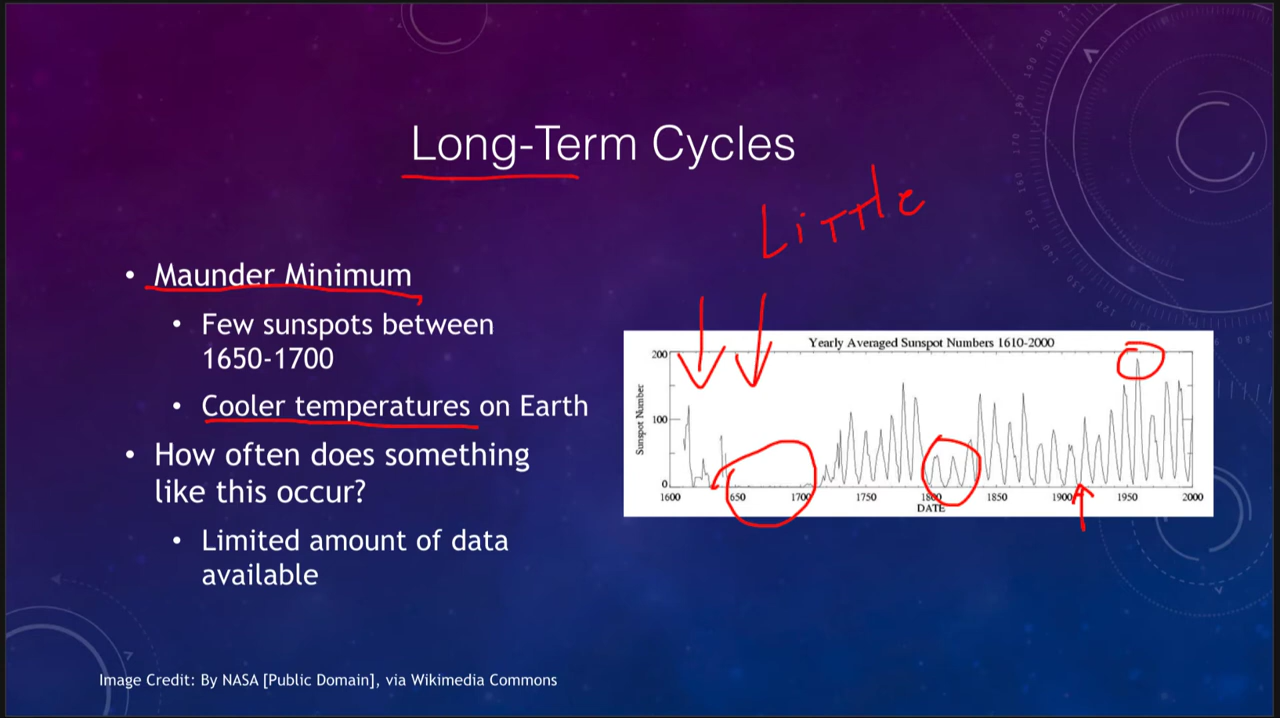 Long-Term Cycles
Little
• Maunder Minimum
• Few sunspots between
1650-1700
• Cooler temperatures on Earth
• How often does something
like this occur?
• Limited amount of data
available
Yearly Averaged Sunspot Numbers 1610-2000
Sunspot Number
200
100
0
1600 1650 1700 1750 1800 1850 1900 1950 2000
DATE
Image Credit: By NASA [Public Domain], via Wikimedia Commons